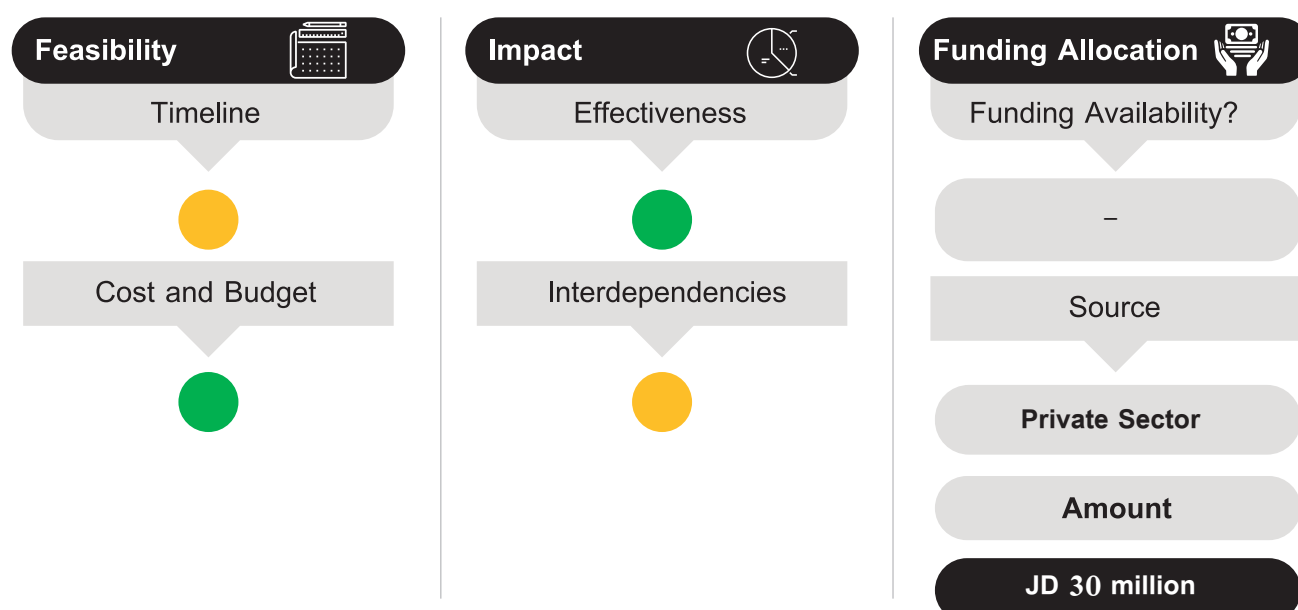 Feasibility
Timeline
Cost and Budget
Impact
Effectiveness
Interdependencies
Funding Allocation
Funding Availability?
–
Source
Private Sector
Amount
JD 30 million